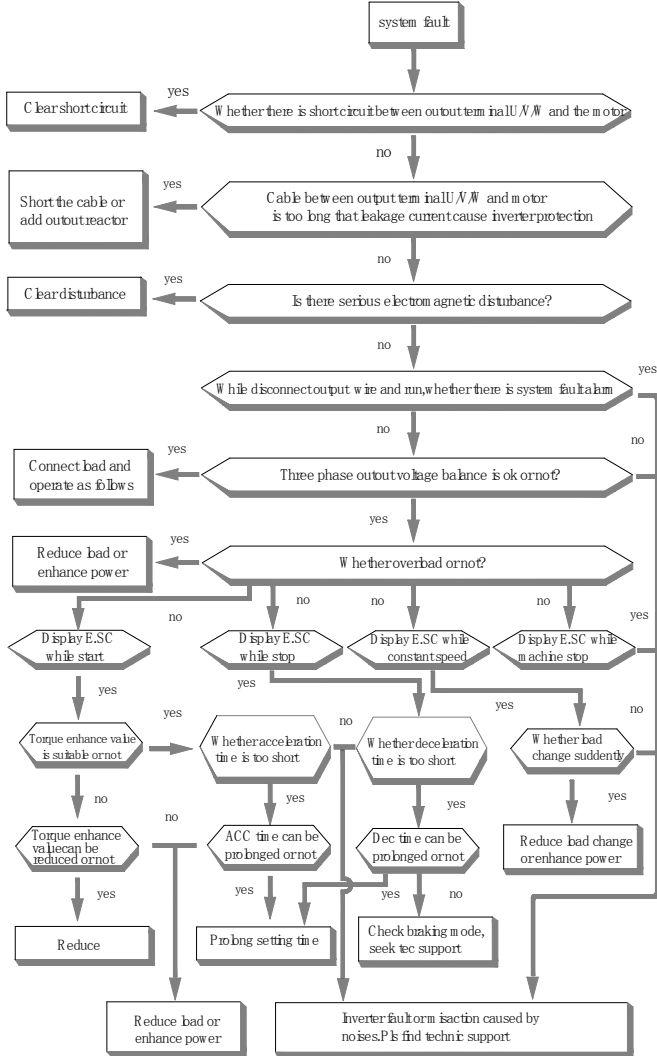 system fault
yes
Clear short circuit
Whether there is short circuit between outout terminal U/V/W and the motor
no
yes
Short the cable or
add outout reactor
Cable between output terminal U/V/W and motor
is too long that leakage current cause inverter protection
no
yes
Clear disturbance
Is there serious electromagnetic disturbance?
no
yes
While disconnect output wire and run, whether there is system fault alarm
no
no
yes
Connect load and
operate as follows
Three phase outout voltage balance is ok or not?
yes
yes
Reduce load or
enhance power
Whether overload or not?
no
no
no
no
yes
Display E.SC
while start
Display E.SC
while stop
Display E.SC while
constant speed
Display E.SC while
machine stop
yes
yes
yes
no
Torque enhance value
is suitable or not
yes
Whether acceleration
time is too short
no
Whether deceleration
time is too short
Whether load
change suddently
no
no
yes
yes
yes
Torque enhance
value can be
reduced or not
ACC time can be
prolonged or not
Dec time can be
prolonged or not
Reduce load change
or enhance power
yes
yes
yes
no
Reduce
Prolong setting time
Check braking mode,
seek tec support
Reduce load or
enhance power
Inverter fault or misaction caused by
noises.Pls find technic support